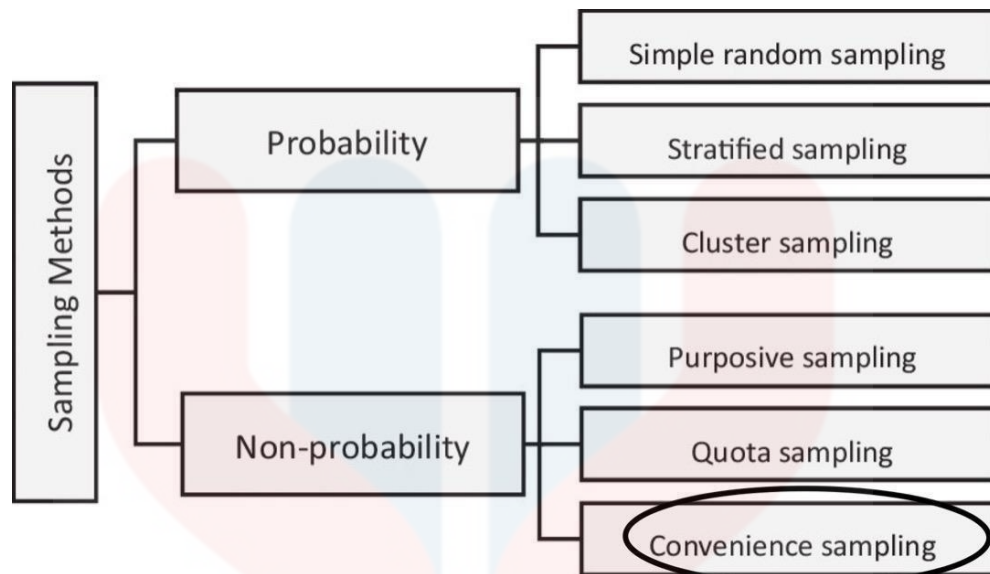 Sampling Methods
Probability
Simple random sampling
Stratified sampling
Cluster sampling
Non-probability
Purposive sampling
Quota sampling
Convenience sampling